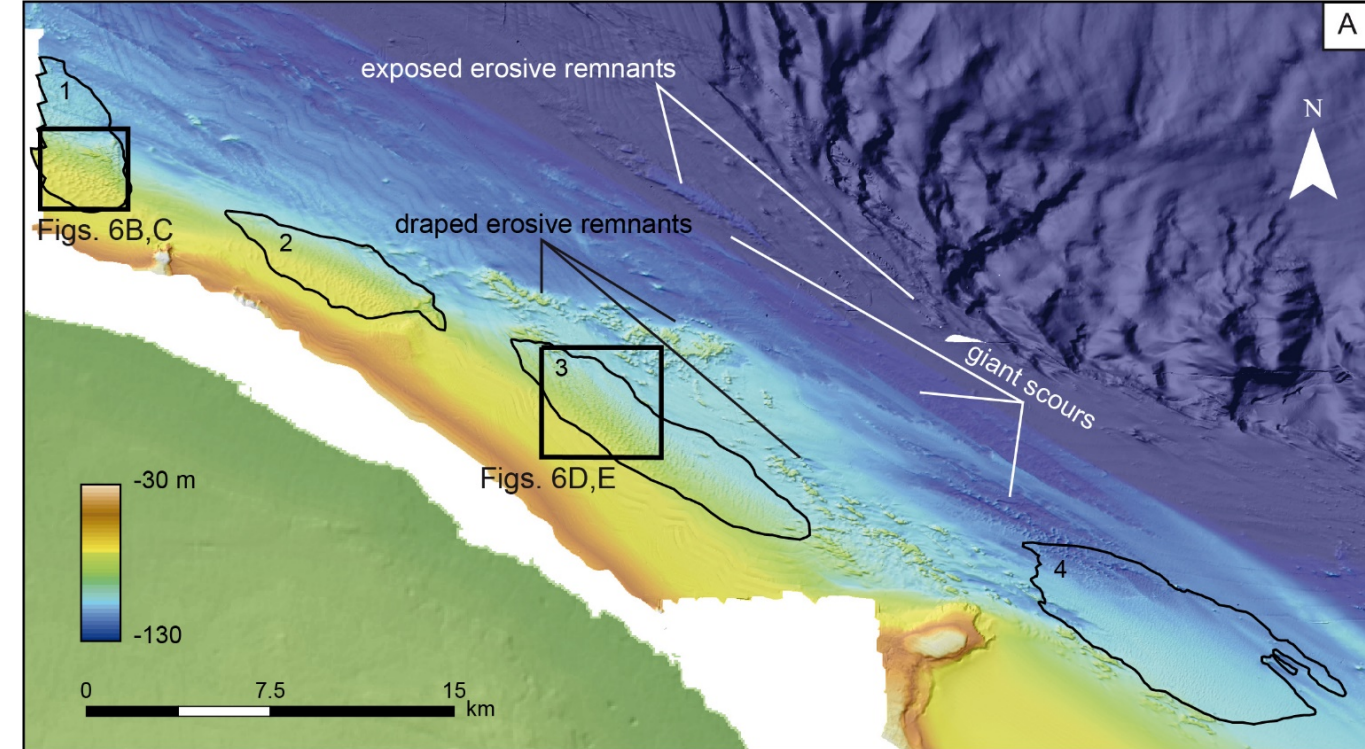 A
exposed erosive remnants
1
N
Figs. 6B,C
2
draped erosive remnants
3
giant scours
Figs. 6D,E
-30 m
-130
4
0 7.5 15
km